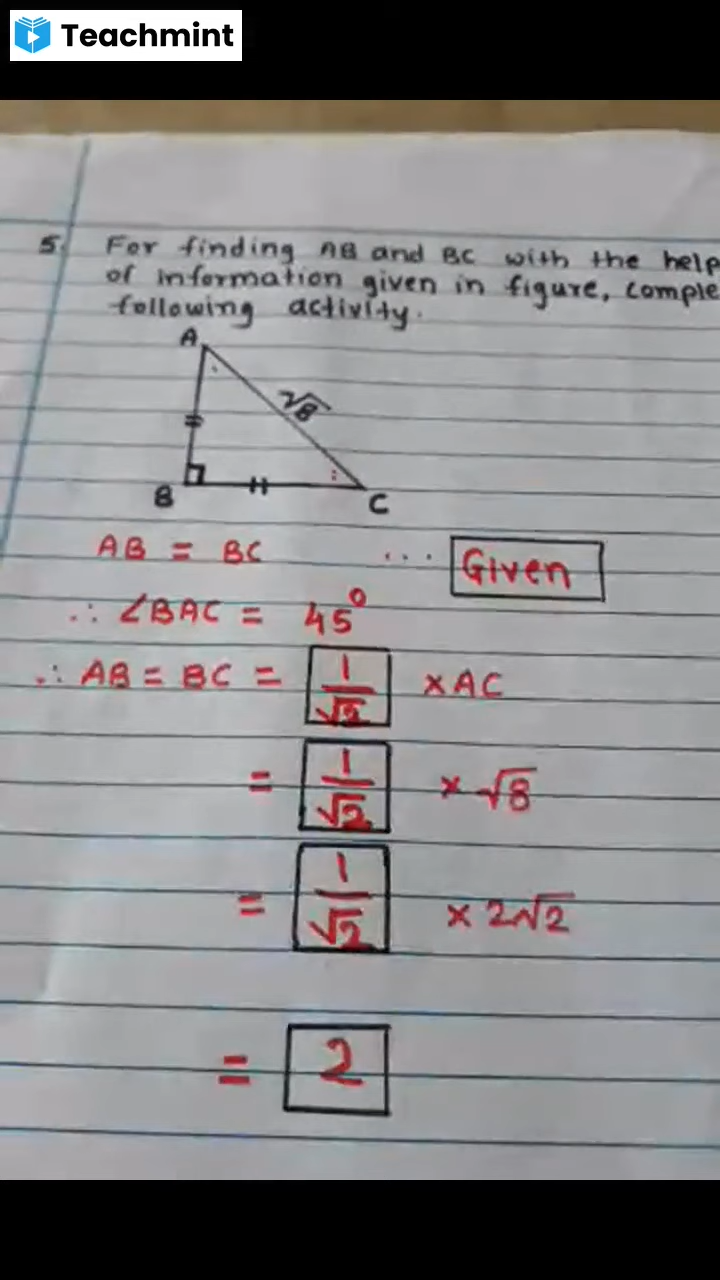 Teachmint
5. For finding AB and BC with the help
of information given in figure, comple
following activity.
A
√8
B
C
AB = BC ... Given
∴ ∠BAC = 45°
∴ AB = BC = 1/√2 × AC
= 1/√2 × √8
= 1/√2 × 2√2
= 2